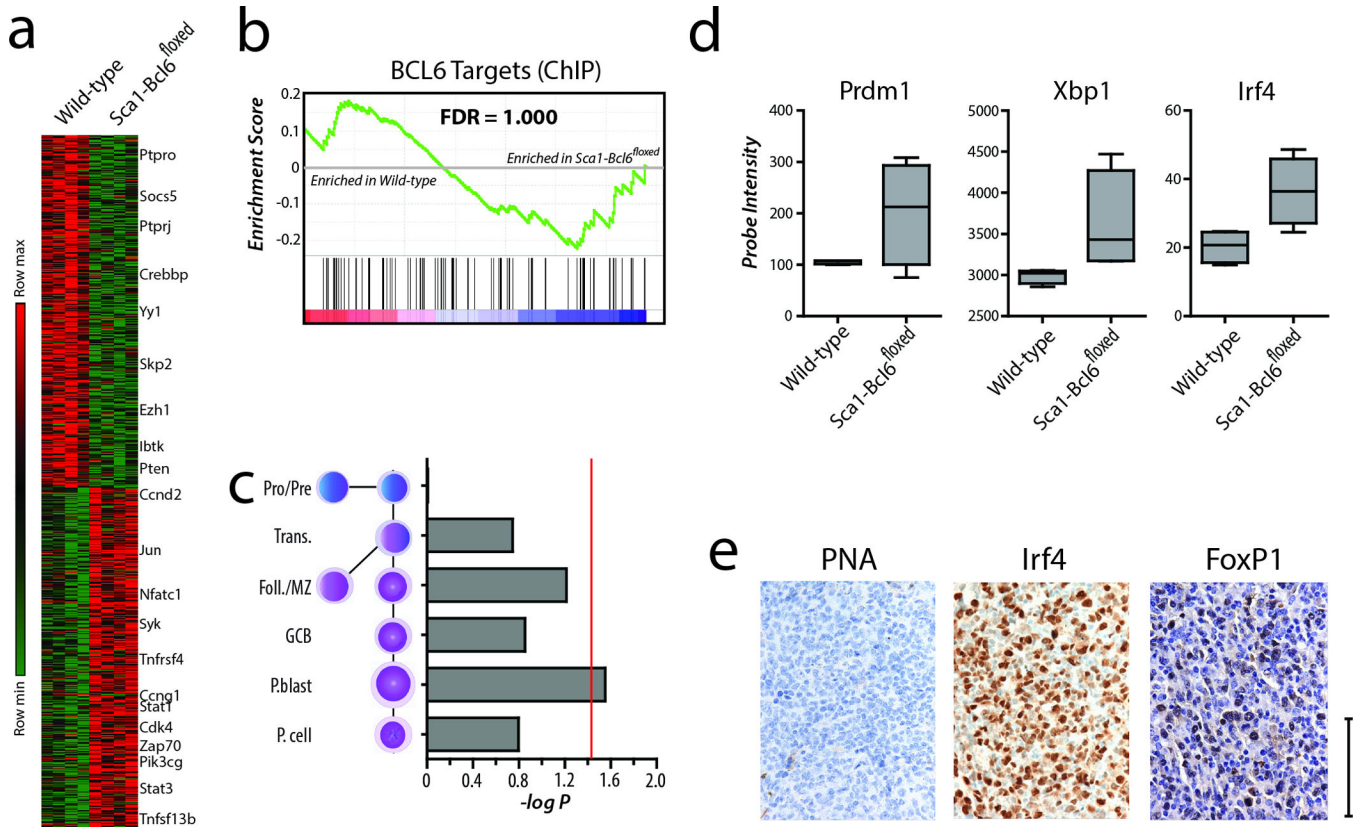 a
Wild-type
Sca1-Bcl6floxed
Row max
Row min
Ptpro
Socs5
Ptprj
Crebbp
Yy1
Skp2
Ezh1
Ibtk
Pten
Ccnd2
Jun
Nfatc1
Syk
Tnfrsf4
Ccng1
Stat1
Cdk4
Zap70
Pik3cg
Stat3
Tnfsf13b
b
BCL6 Targets (ChIP)
Enrichment Score
0.2
0.1
0
-0.1
-0.2
FDR = 1.000
Enriched in Sca1-Bcl6floxed
Enriched in Wild-type
c
Pro/Pre
Trans.
Foll./MZ
GCB
P.blast
P. cell
0 0.4 0.8 1.2 1.6 2.0
-log P
d
Probe Intensity
Prdm1
400
300
200
100
0
Wild-type
Sca1-Bcl6floxed
Xbp1
5000
4500
4000
3500
3000
2500
Wild-type
Sca1-Bcl6floxed
Irf4
60
40
20
0
Wild-type
Sca1-Bcl6floxed
e
PNA
Irf4
FoxP1